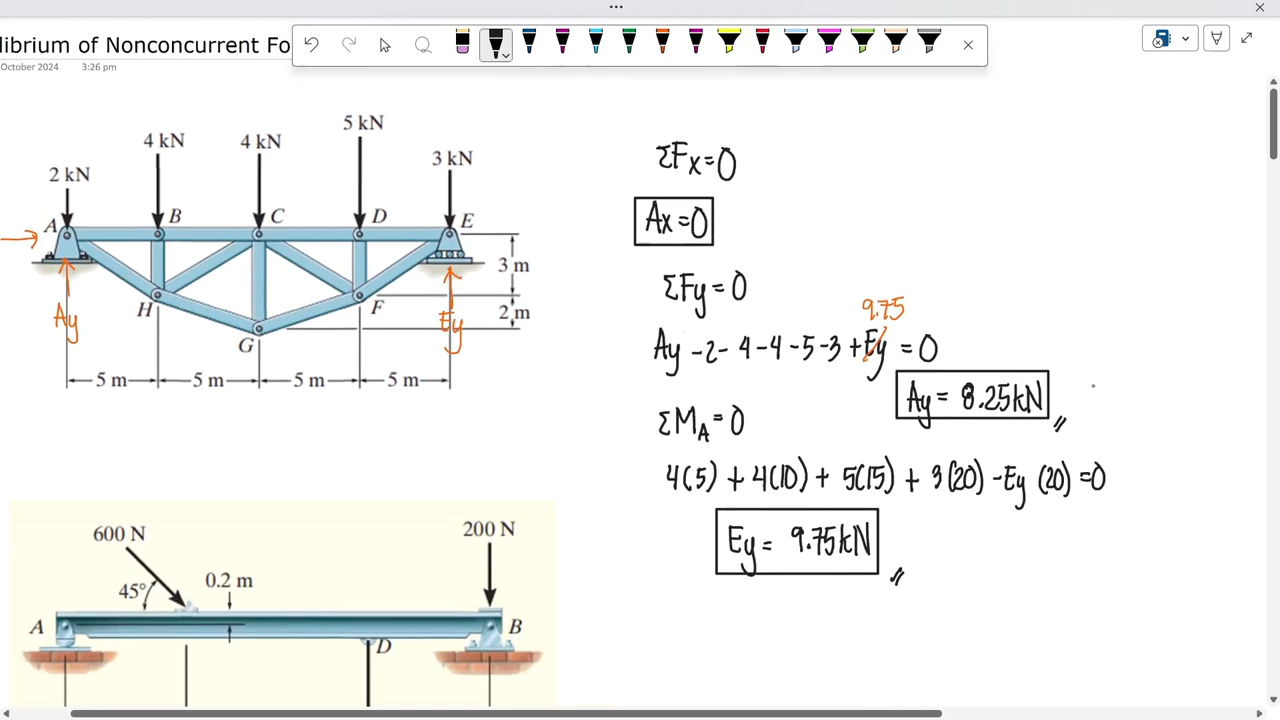 librium of Nonconcurrent Fo
October 2024 3:26 pm
5 kN
4 kN 4 kN
3 kN
2 kN
A B C D E
3 m
H F
Ay Ey
2 m
G
5 m 5 m 5 m 5 m
ΣFx=0
Ax=0
ΣFy=0
9.75
Ay -2- 4-4-5-3+Ey =0
Ay= 8.25kN
ΣMA=0
4(5) + 4(10) + 5(15) + 3(20) -Ey (20) =0
Ey= 9.75kN
600 N 200 N
45° 0.2 m
A B
D